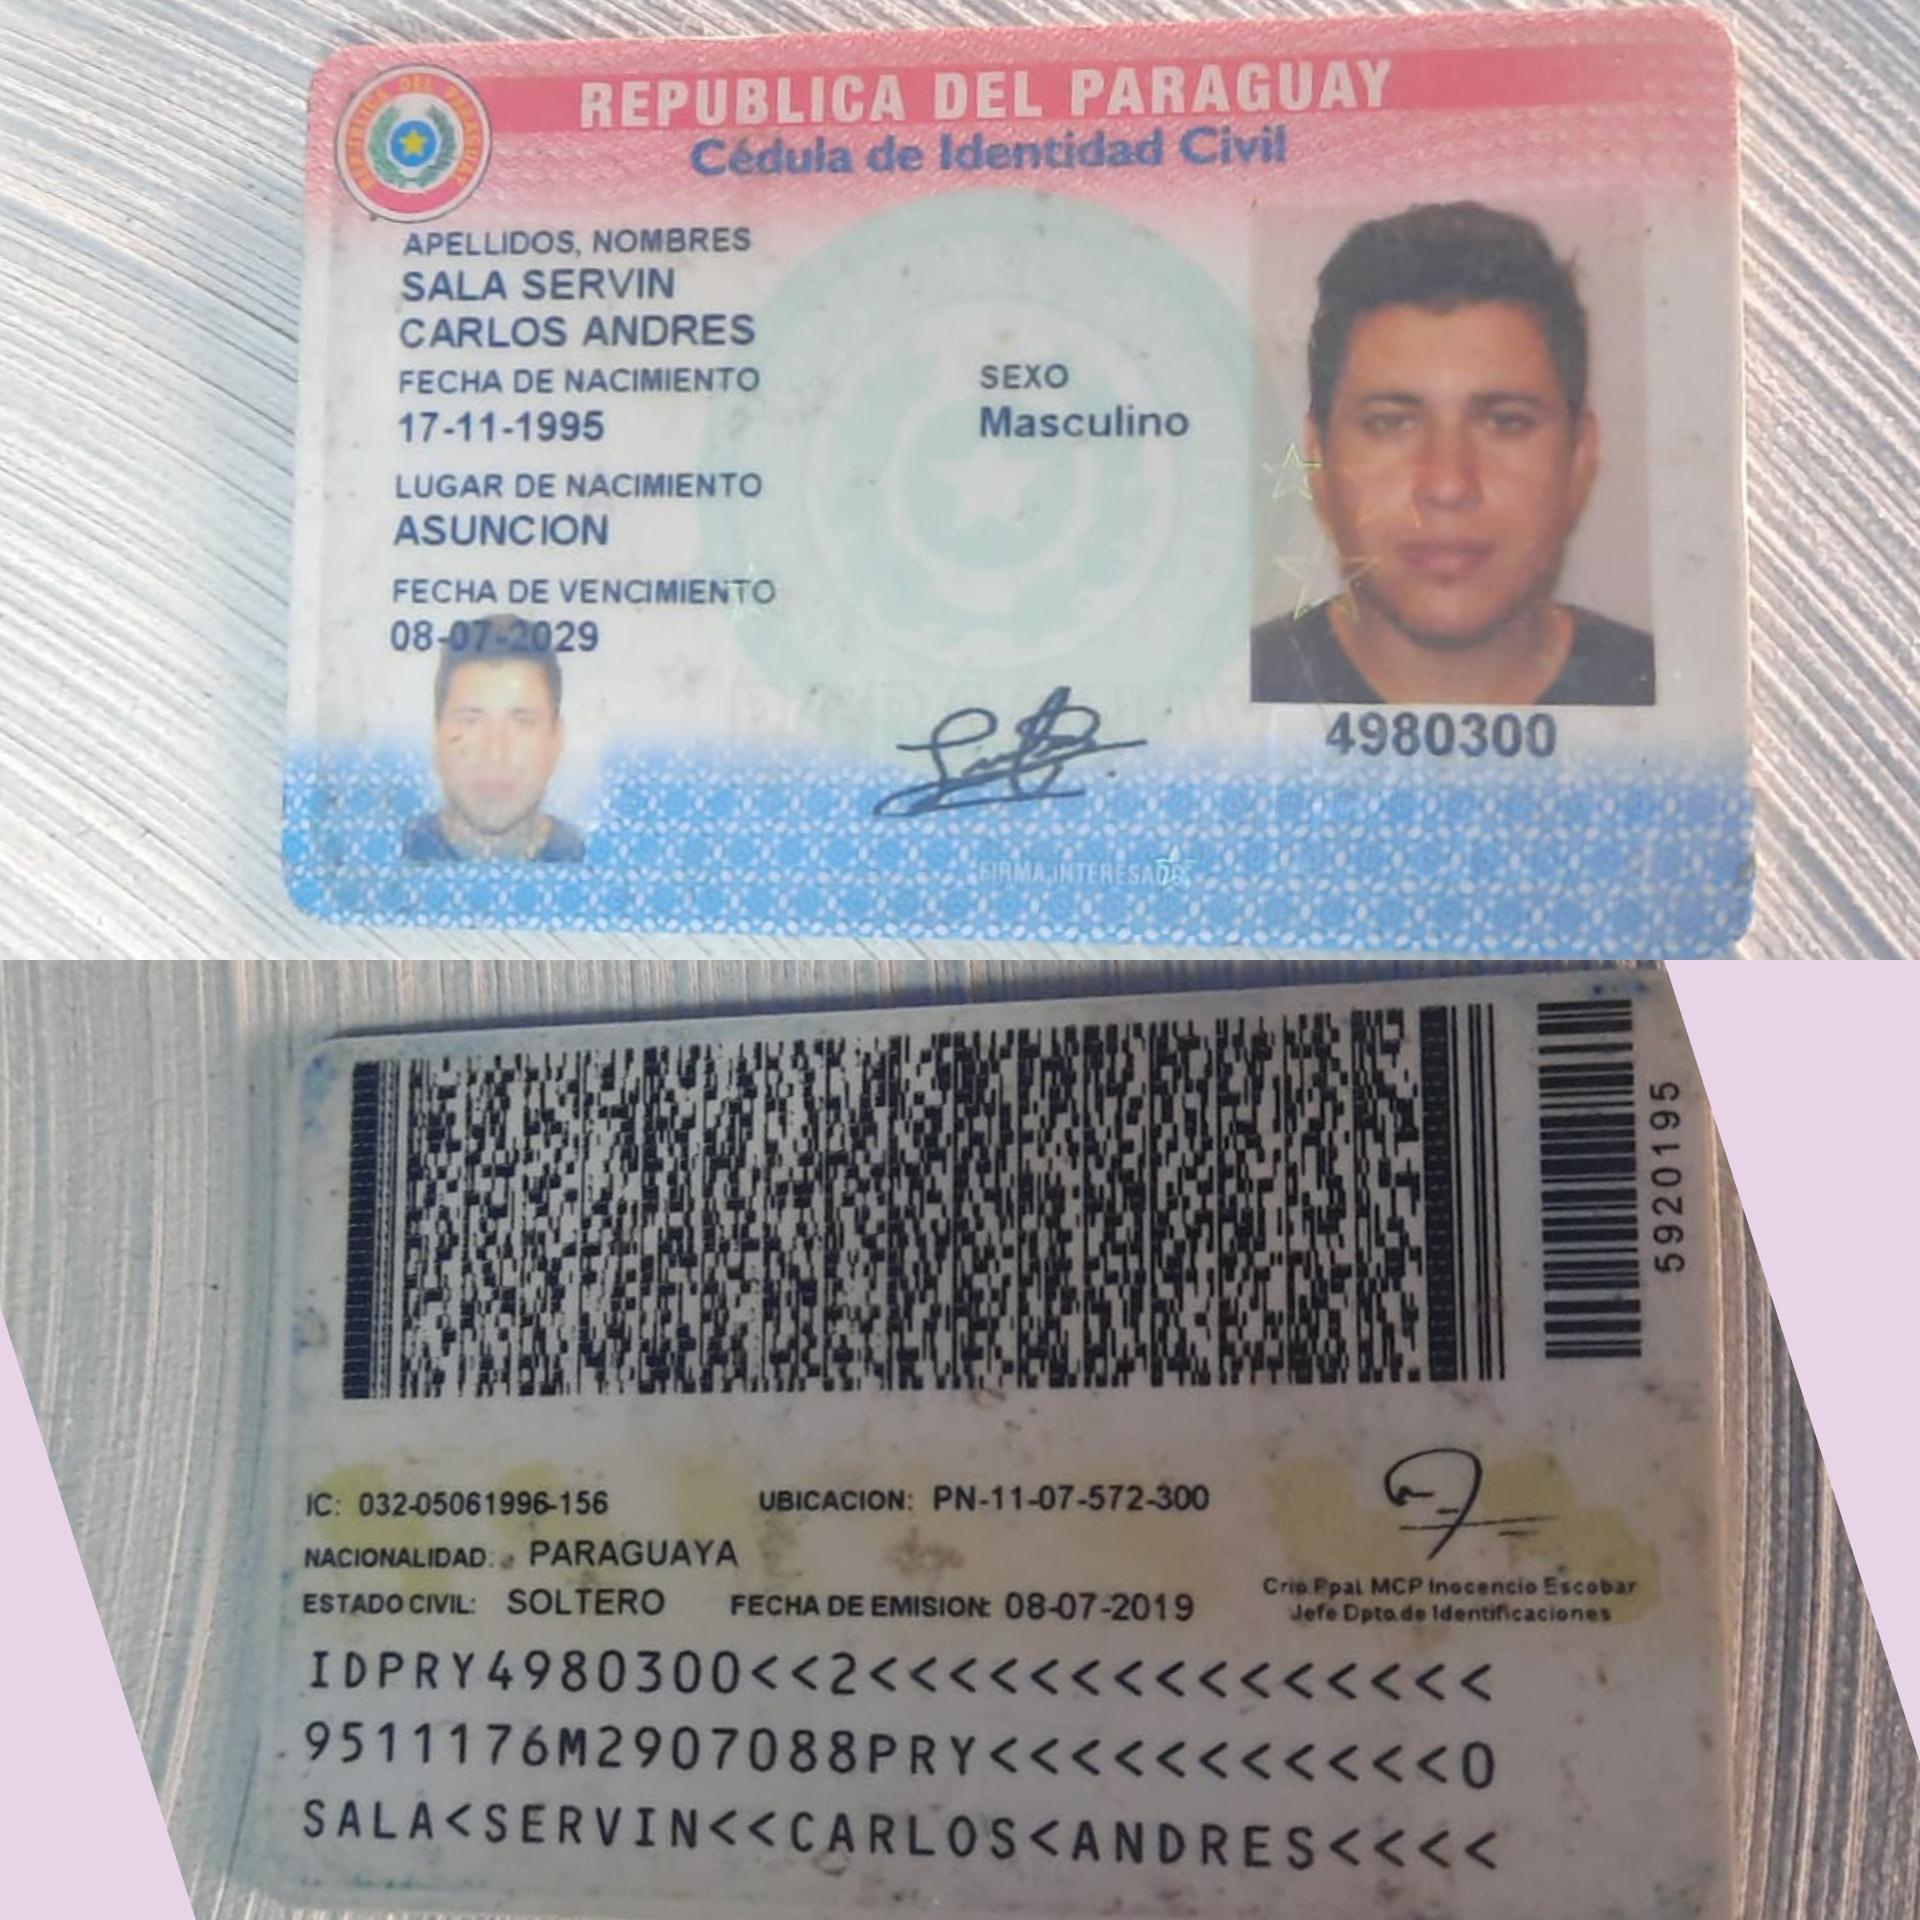 REPUBLICA DEL PARAGUAY
Cédula de Identidad Civil
APELLIDOS, NOMBRES
SALA SERVIN
CARLOS ANDRES
FECHA DE NACIMIENTO
17-11-1995
SEXO
Masculino
LUGAR DE NACIMIENTO
ASUNCION
FECHA DE VENCIMIENTO
08-07-2029
4980300
FIRMA INTERESADO
5920195
IC: 032-05061996-156 UBICACION: PN-11-07-572-300
NACIONALIDAD: PARAGUAYA
ESTADO CIVIL: SOLTERO FECHA DE EMISION: 08-07-2019
Crio.Ppal. MCP Inocencio Escobar
Jefe Dpto.de Identificaciones
IDPRY4980300<<2<<<<<<<<<<<<<<<
9511176M2907088PRY<<<<<<<<<<<0
SALA<SERVIN<<CARLOS<ANDRES<<<<